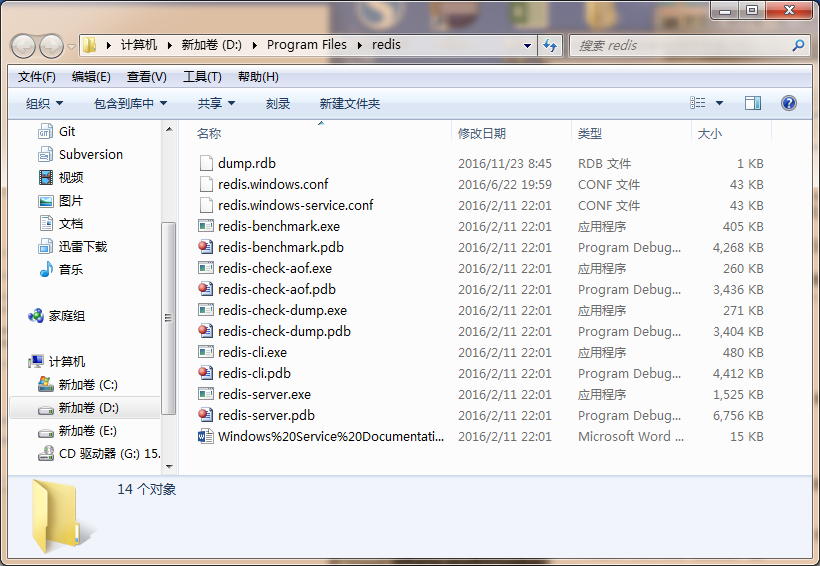 计算机 新加卷 (D:) Program Files redis 搜索 redis
文件(F) 编辑(E) 查看(V) 工具(T) 帮助(H)
组织 包含到库中 共享 刻录 新建文件夹
名称 修改日期 类型 大小
Git
Subversion
视频
图片
文档
迅雷下载
音乐
家庭组
计算机
新加卷 (C:)
新加卷 (D:)
新加卷 (E:)
CD 驱动器 (G:) 15.
dump.rdb 2016/11/23 8:45 RDB 文件 1 KB
redis.windows.conf 2016/6/22 19:59 CONF 文件 43 KB
redis.windows-service.conf 2016/2/11 22:01 CONF 文件 43 KB
redis-benchmark.exe 2016/2/11 22:01 应用程序 405 KB
redis-benchmark.pdb 2016/2/11 22:01 Program Debug... 4,268 KB
redis-check-aof.exe 2016/2/11 22:01 应用程序 260 KB
redis-check-aof.pdb 2016/2/11 22:01 Program Debug... 3,436 KB
redis-check-dump.exe 2016/2/11 22:01 应用程序 271 KB
redis-check-dump.pdb 2016/2/11 22:01 Program Debug... 3,404 KB
redis-cli.exe 2016/2/11 22:01 应用程序 480 KB
redis-cli.pdb 2016/2/11 22:01 Program Debug... 4,412 KB
redis-server.exe 2016/2/11 22:01 应用程序 1,525 KB
redis-server.pdb 2016/2/11 22:01 Program Debug... 6,756 KB
Windows%20Service%20Documentati... 2016/2/11 22:01 Microsoft Word ... 15 KB
14 个对象